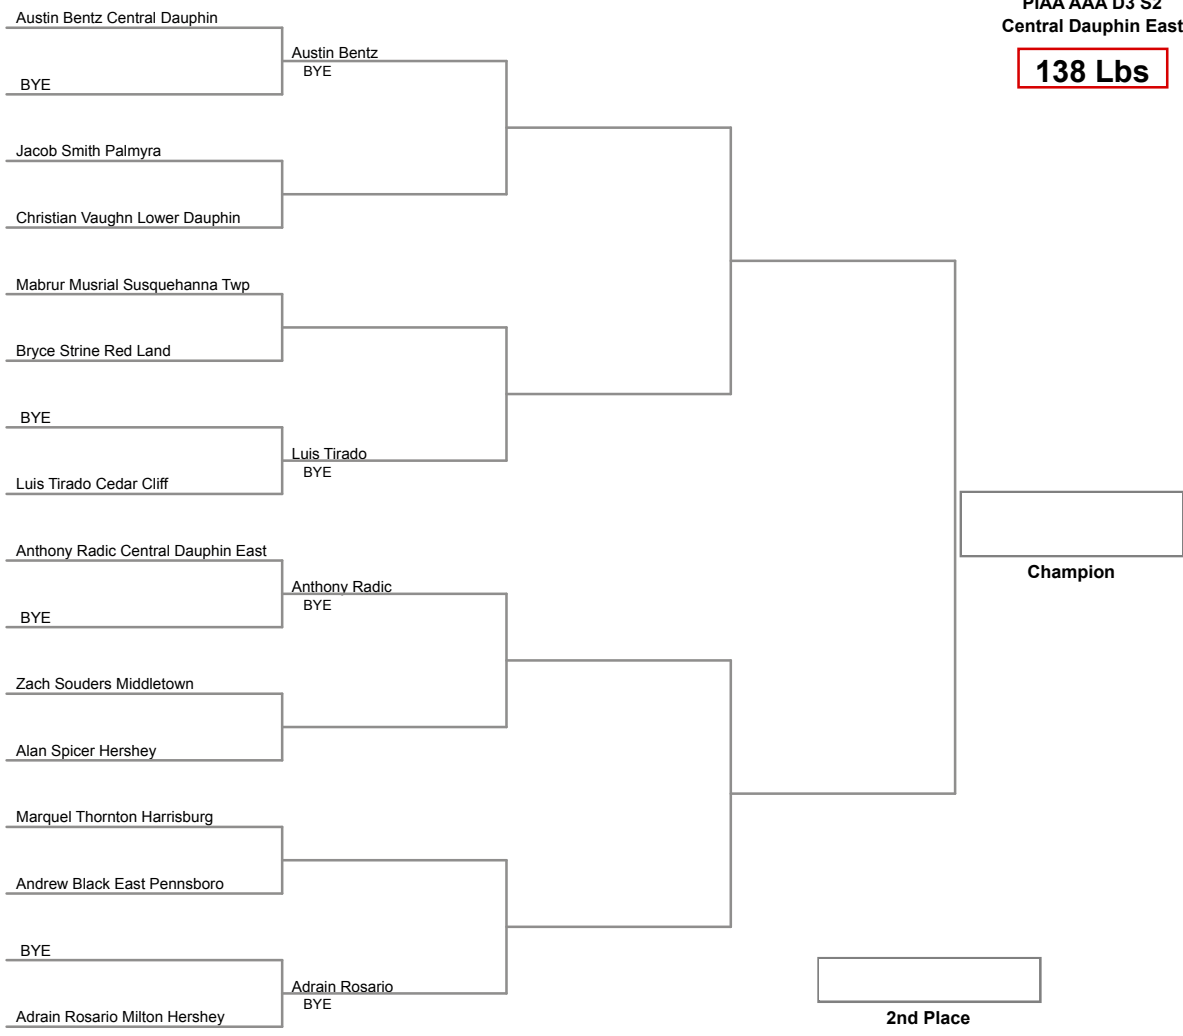 PIAA AAA D3 S2
Central Dauphin East
138 Lbs
Austin Bentz Central Dauphin
Austin Bentz
BYE
BYE
Jacob Smith Palmyra
Christian Vaughn Lower Dauphin
Mabrur Musrial Susquehanna Twp
Bryce Strine Red Land
BYE
Luis Tirado
BYE
Luis Tirado Cedar Cliff
Anthony Radic Central Dauphin East
Anthony Radic
BYE
BYE
Champion
Zach Souders Middletown
Alan Spicer Hershey
Marquel Thornton Harrisburg
Andrew Black East Pennsboro
BYE
Adrain Rosario
BYE
Adrain Rosario Milton Hershey
2nd Place